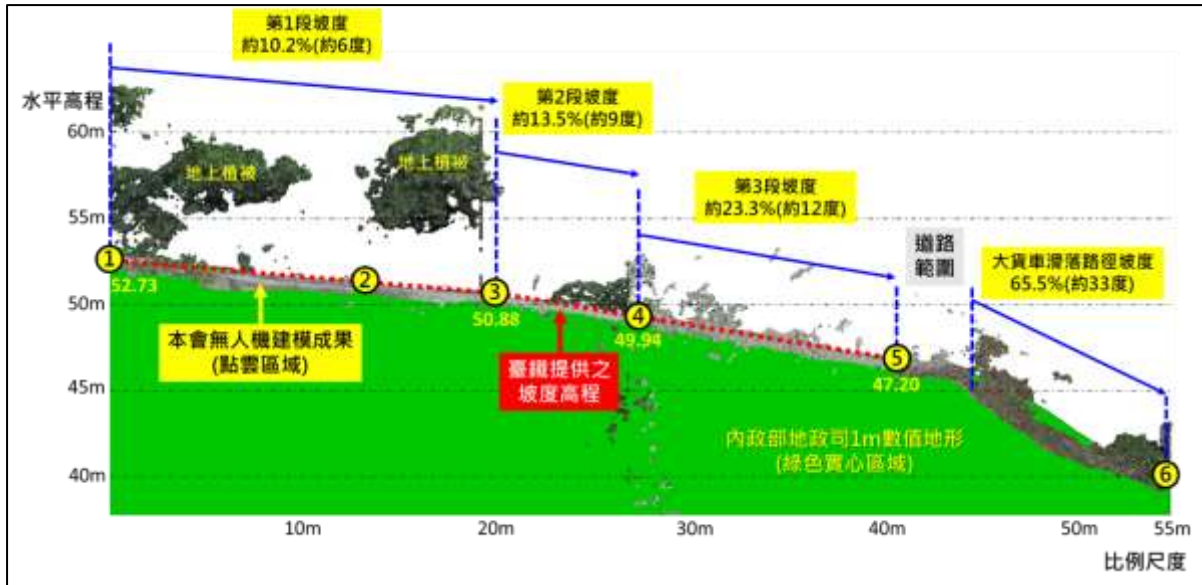 第1段坡度
約10.2%(約6度)
水平高程
第2段坡度
約13.5%(約9度)
60m
地上植被
地上植被
第3段坡度
約23.3%(約12度)
55m
道路
範圍
大貨車滑落路徑坡度
65.5%(約33度)
1
2
3
4
5
6
52.73
50m
50.88
49.94
47.20
本會無人機建模成果
(點雲區域)
臺鐵提供之
坡度高程
45m
內政部地政司1m數值地形
(綠色實心區域)
40m
10m
20m
30m
40m
50m
55m
比例尺度